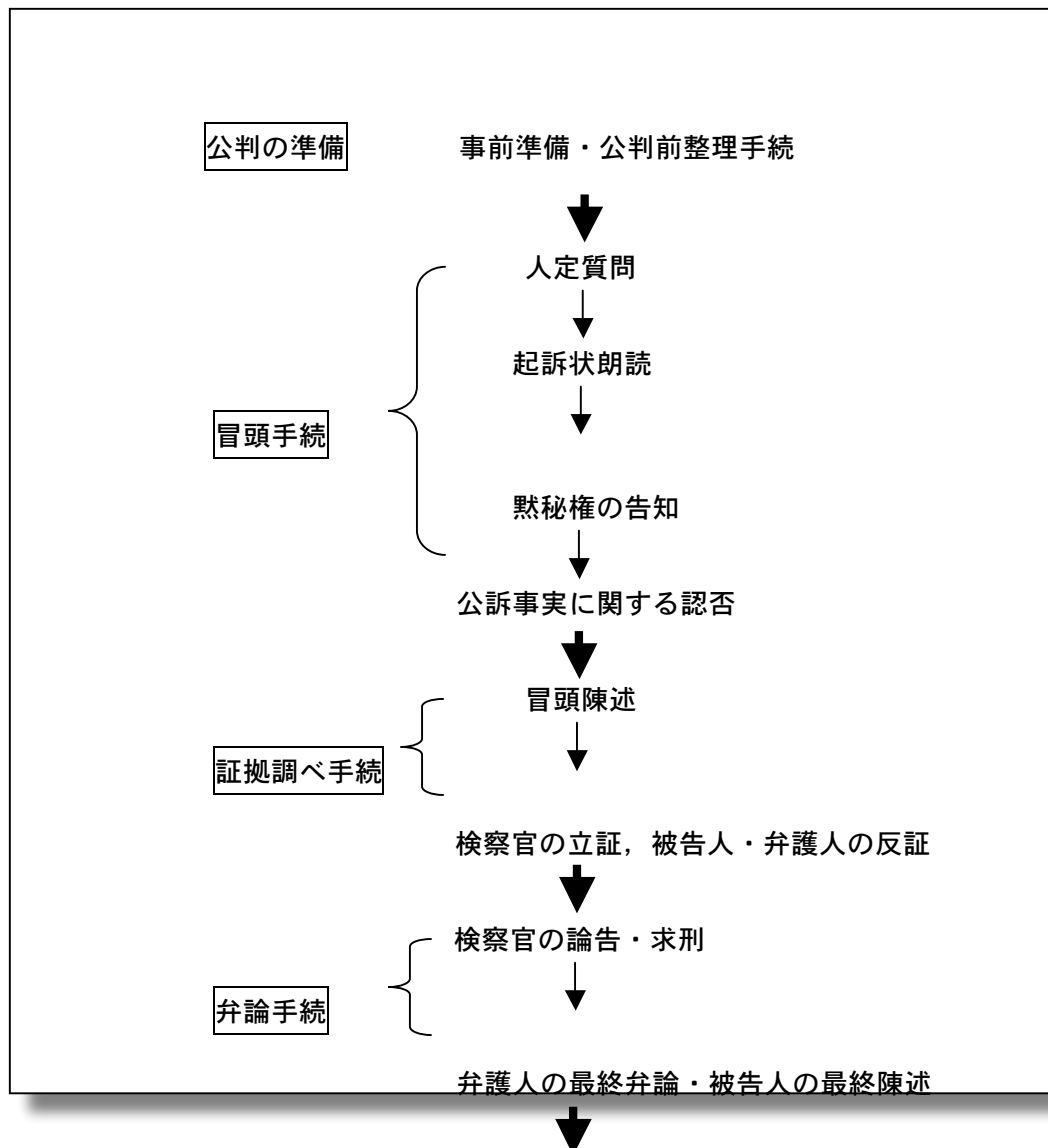 公判の準備 事前準備・公判前整理手続
人定質問
起訴状朗読
冒頭手続
黙秘権の告知
公訴事実に関する認否
冒頭陳述
証拠調べ手続
検察官の立証，被告人・弁護人の反証
検察官の論告・求刑
弁論手続
弁護人の最終弁論・被告人の最終陳述